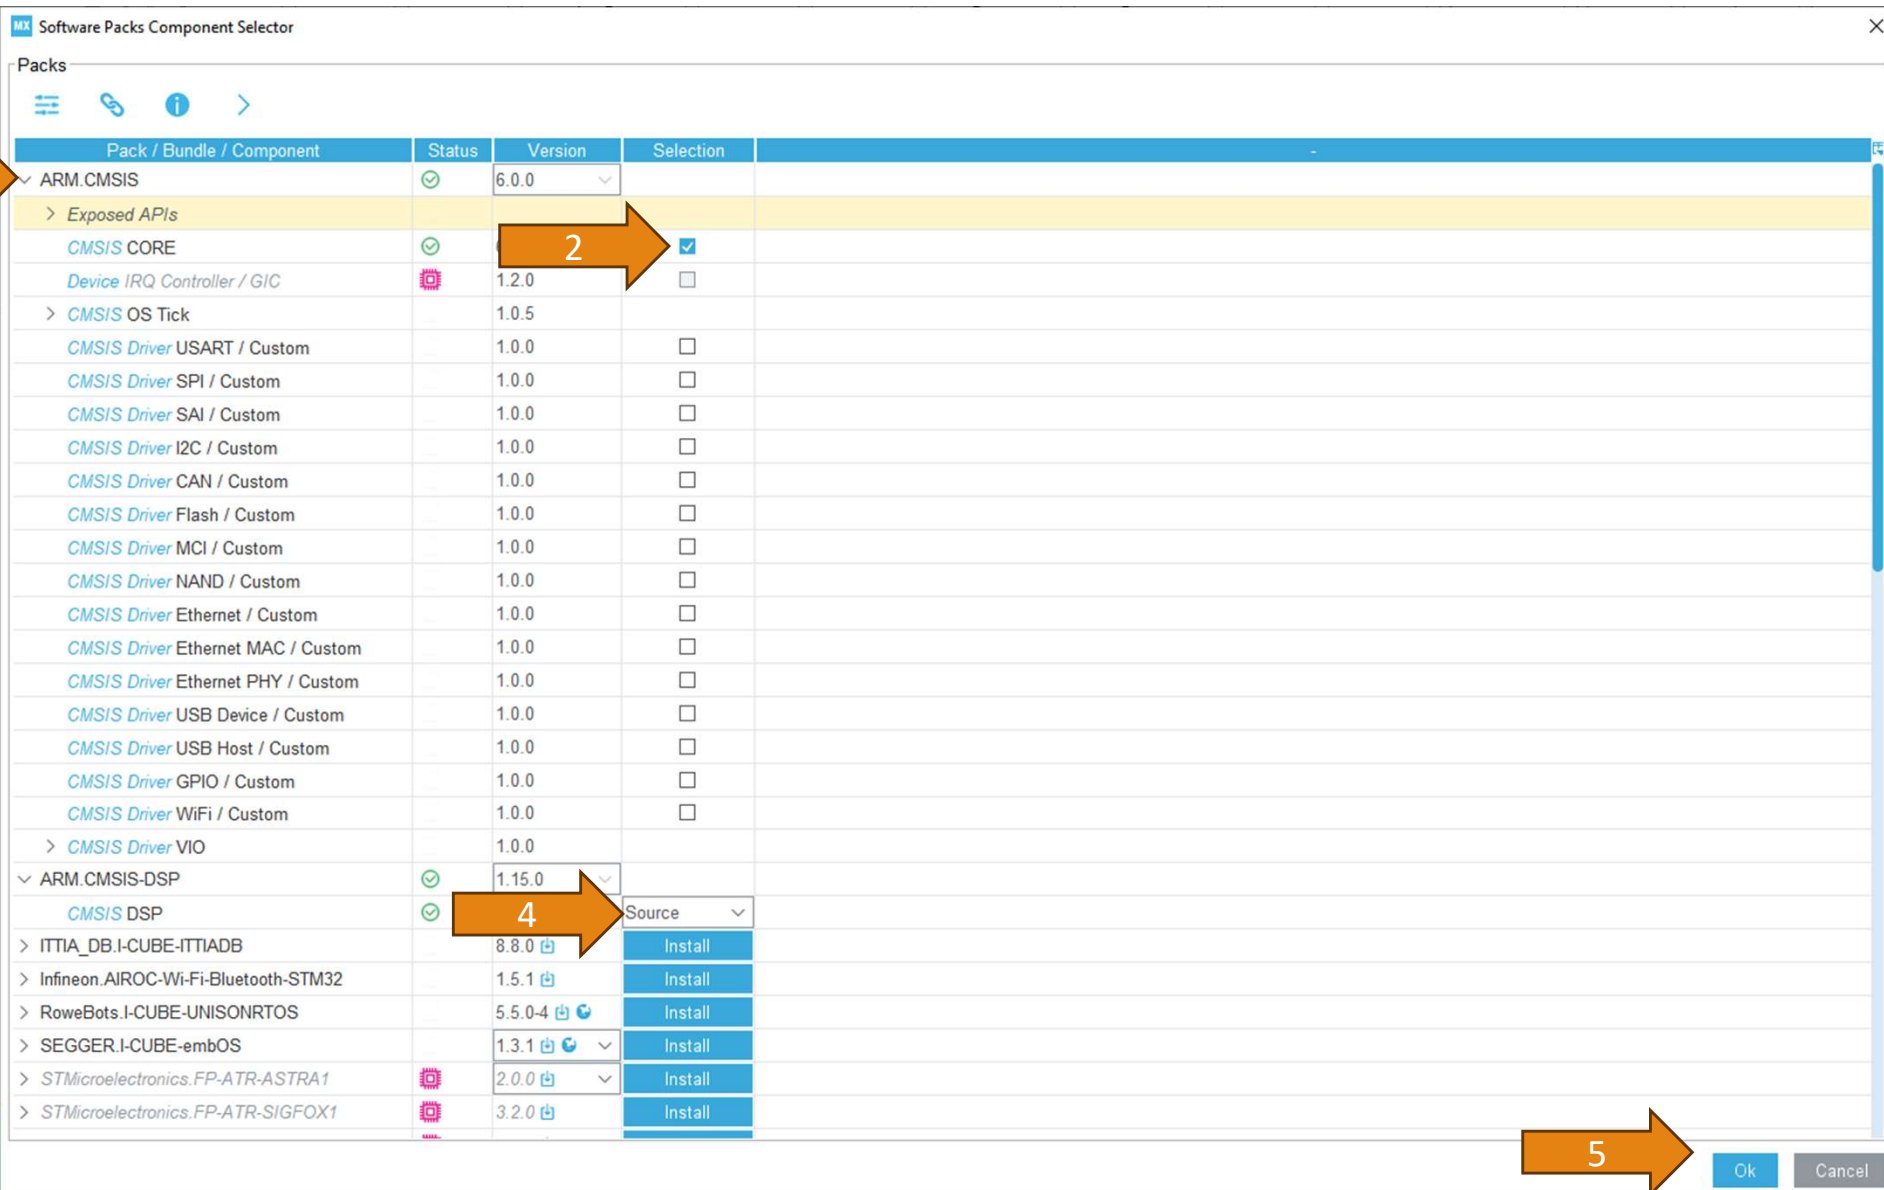 MX Software Packs Component Selector
Packs
Pack / Bundle / Component Status Version Selection -
ARM.CMSIS 6.0.0
Exposed APIs
CMSIS CORE 2
Device IRQ Controller / GIC 1.2.0
CMSIS OS Tick 1.0.5
CMSIS Driver USART / Custom 1.0.0
CMSIS Driver SPI / Custom 1.0.0
CMSIS Driver SAI / Custom 1.0.0
CMSIS Driver I2C / Custom 1.0.0
CMSIS Driver CAN / Custom 1.0.0
CMSIS Driver Flash / Custom 1.0.0
CMSIS Driver MCI / Custom 1.0.0
CMSIS Driver NAND / Custom 1.0.0
CMSIS Driver Ethernet / Custom 1.0.0
CMSIS Driver Ethernet MAC / Custom 1.0.0
CMSIS Driver Ethernet PHY / Custom 1.0.0
CMSIS Driver USB Device / Custom 1.0.0
CMSIS Driver USB Host / Custom 1.0.0
CMSIS Driver GPIO / Custom 1.0.0
CMSIS Driver WiFi / Custom 1.0.0
CMSIS Driver VIO 1.0.0
ARM.CMSIS-DSP 1.15.0
CMSIS DSP 4 Source
ITTIA_DB.I-CUBE-ITTIADB 8.8.0 Install
Infineon.AIROC-Wi-Fi-Bluetooth-STM32 1.5.1 Install
RoweBots.I-CUBE-UNISONRTOS 5.5.0-4 Install
SEGGER.I-CUBE-embOS 1.3.1 Install
STMicroelectronics.FP-ATR-ASTRA1 2.0.0 Install
STMicroelectronics.FP-ATR-SIGFOX1 3.2.0 Install
5
Ok Cancel